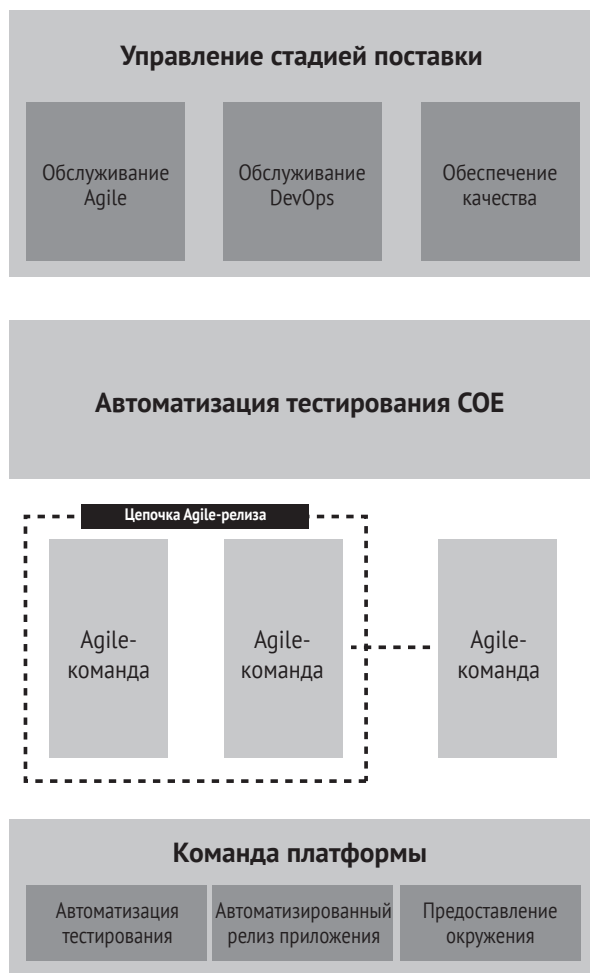 Управление стадией поставки
Обслуживание
Agile
Обслуживание
DevOps
Обеспечение
качества
Автоматизация тестирования COE
Цепочка Agile-релиза
Agile-
команда
Agile-
команда
Agile-
команда
Команда платформы
Автоматизация
тестирования
Автоматизированный
релиз приложения
Предоставление
окружения